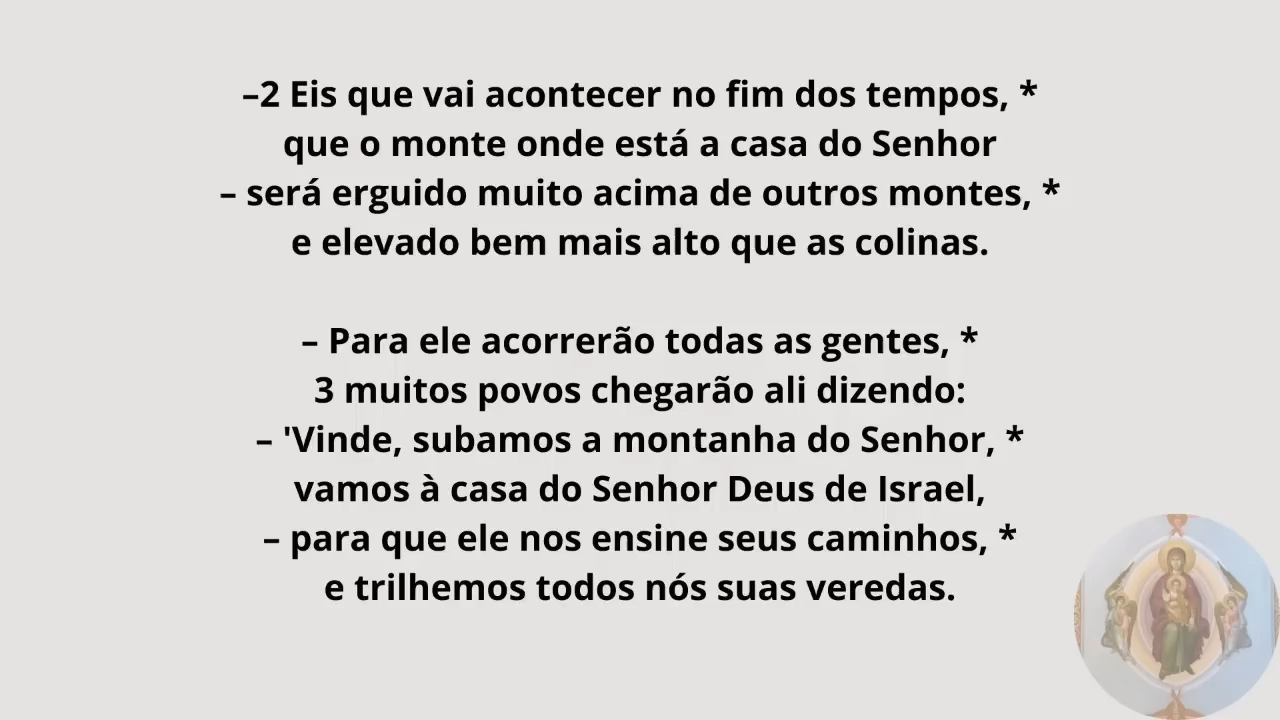 –2 Eis que vai acontecer no fim dos tempos, *
que o monte onde está a casa do Senhor
– será erguido muito acima de outros montes, *
e elevado bem mais alto que as colinas.
– Para ele acorrerão todas as gentes, *
3 muitos povos chegarão ali dizendo:
– 'Vinde, subamos a montanha do Senhor, *
vamos à casa do Senhor Deus de Israel,
– para que ele nos ensine seus caminhos, *
e trilhemos todos nós suas veredas.